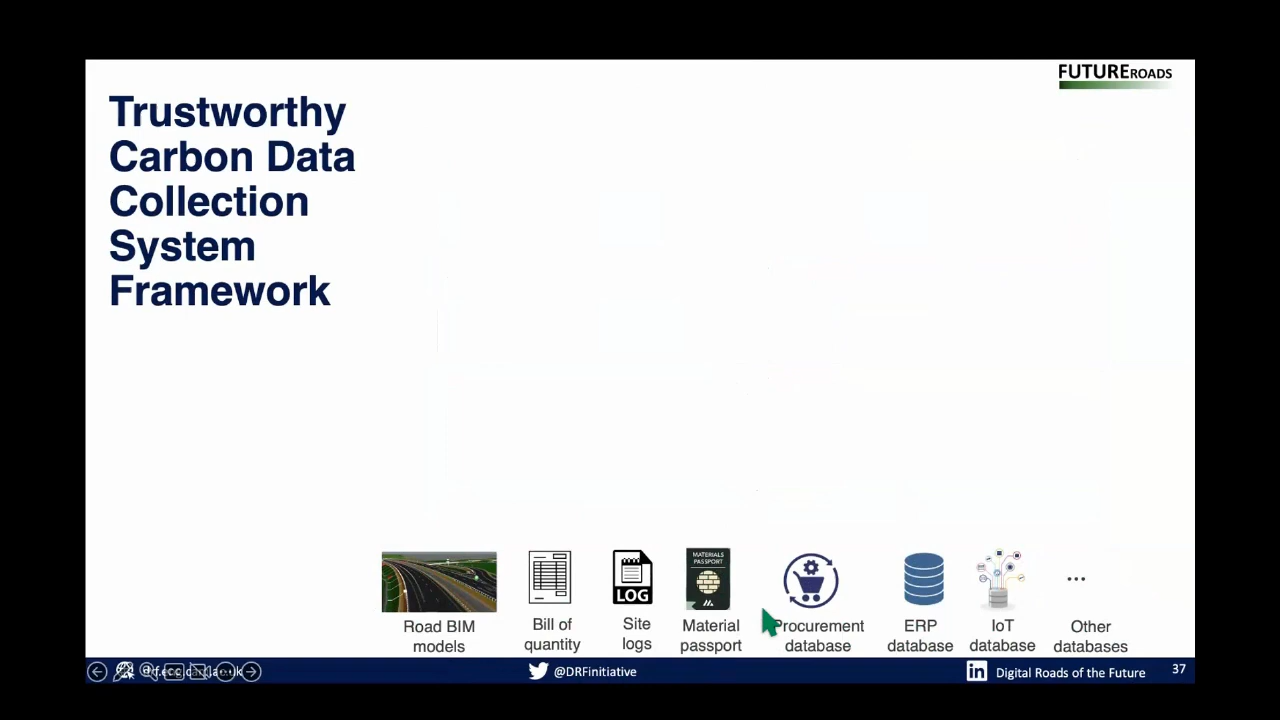 FUTUREROADS
Trustworthy
Carbon Data
Collection
System
Framework
LOG
MATERIALS
PASSPORT
Road BIM
models
Bill of
quantity
Site
logs
Material
passport
Procurement
database
ERP
database
IoT
database
...
Other
databases
@DRFinitiative
in
Digital Roads of the Future
37